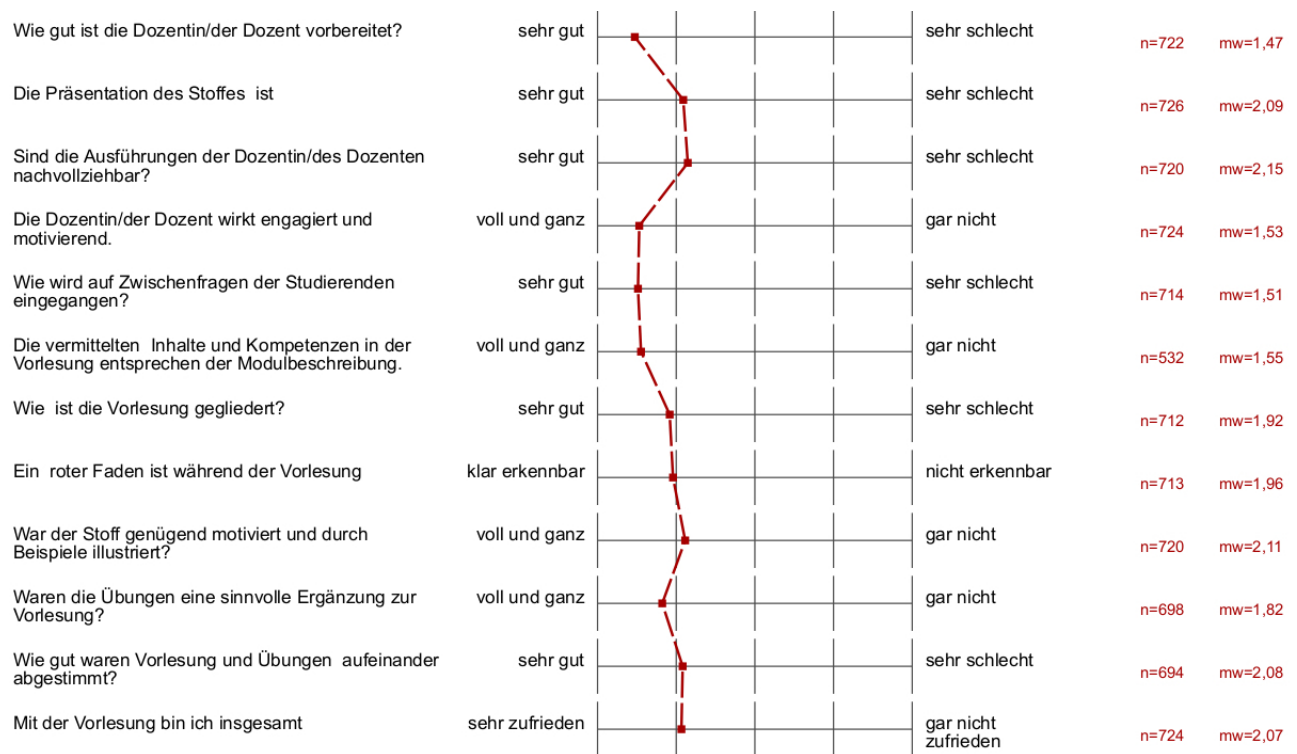 Wie gut ist die Dozentin/der Dozent vorbereitet? sehr gut sehr schlecht n=722 mw=1,47
Die Präsentation des Stoffes ist sehr gut sehr schlecht n=726 mw=2,09
Sind die Ausführungen der Dozentin/des Dozenten sehr gut sehr schlecht n=720 mw=2,15
nachvollziehbar?
Die Dozentin/der Dozent wirkt engagiert und voll und ganz gar nicht n=724 mw=1,53
motivierend.
Wie wird auf Zwischenfragen der Studierenden sehr gut sehr schlecht n=714 mw=1,51
eingegangen?
Die vermittelten Inhalte und Kompetenzen in der voll und ganz gar nicht n=532 mw=1,55
Vorlesung entsprechen der Modulbeschreibung.
Wie ist die Vorlesung gegliedert? sehr gut sehr schlecht n=712 mw=1,92
Ein roter Faden ist während der Vorlesung klar erkennbar nicht erkennbar n=713 mw=1,96
War der Stoff genügend motiviert und durch voll und ganz gar nicht n=720 mw=2,11
Beispiele illustriert?
Waren die Übungen eine sinnvolle Ergänzung zur voll und ganz gar nicht n=698 mw=1,82
Vorlesung?
Wie gut waren Vorlesung und Übungen aufeinander sehr gut sehr schlecht n=694 mw=2,08
abgestimmt?
Mit der Vorlesung bin ich insgesamt sehr zufrieden gar nicht n=724 mw=2,07
zufrieden